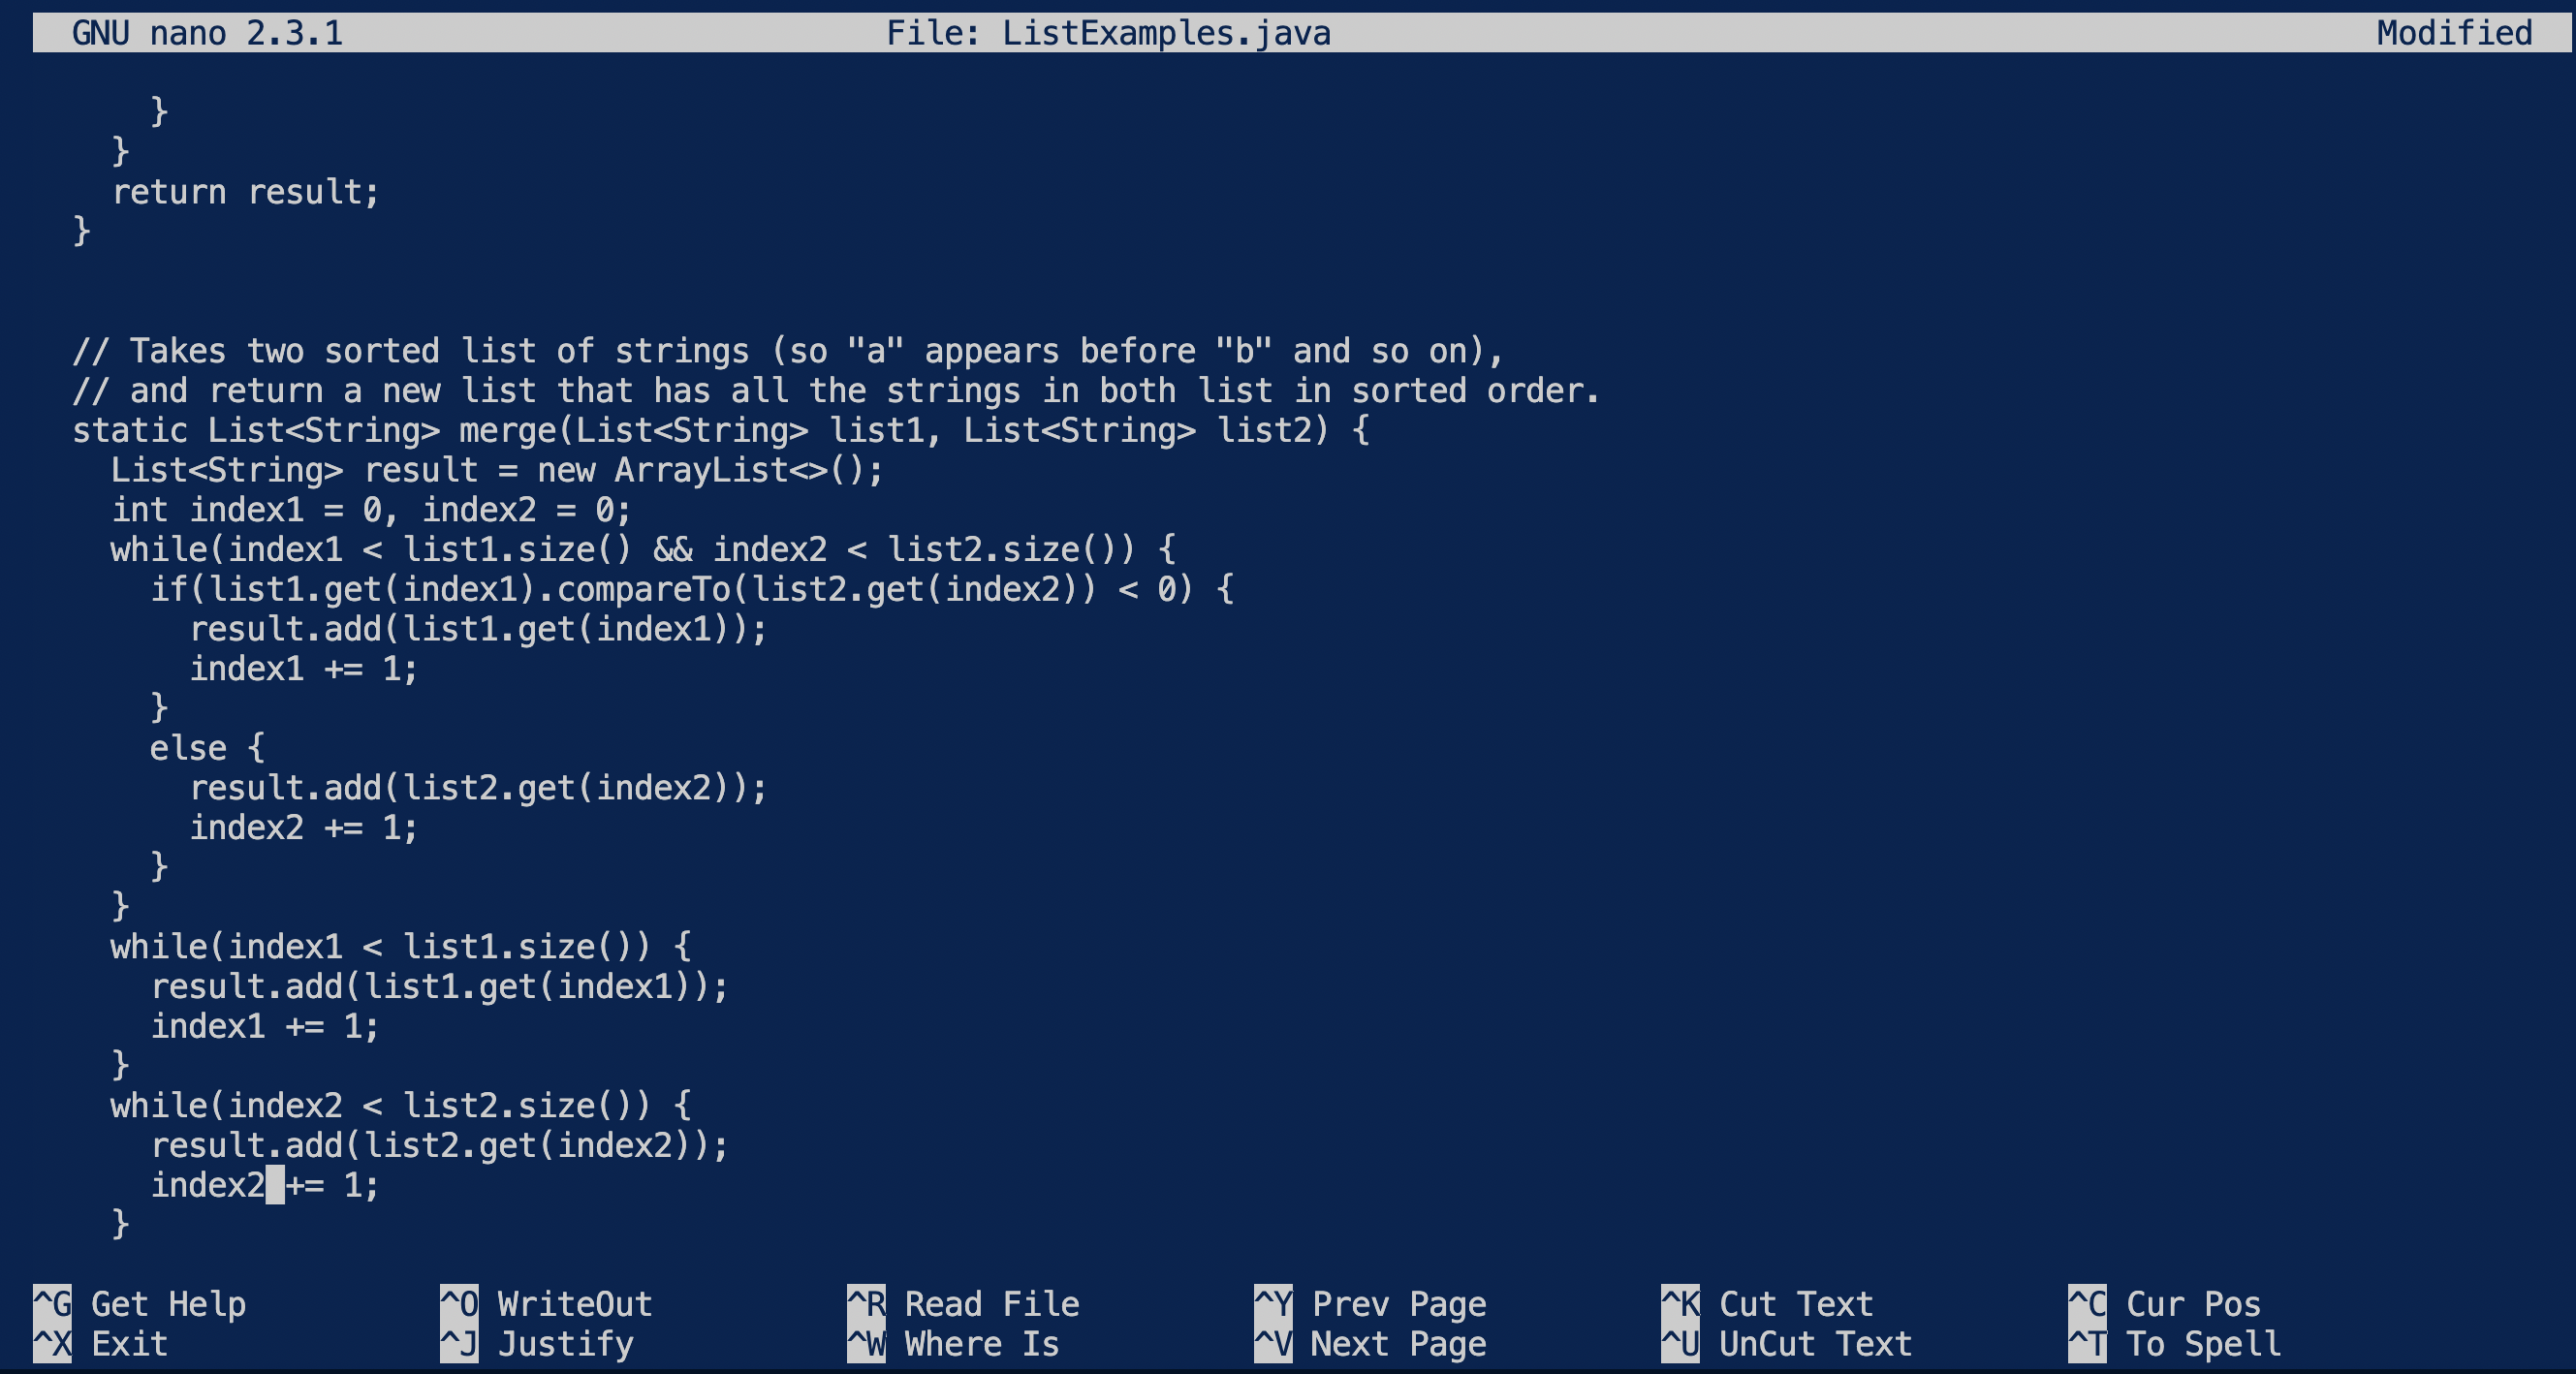 GNU nano 2.3.1 File: ListExamples.java Modified
    }
  }
  return result;
}
// Takes two sorted list of strings (so "a" appears before "b" and so on),
// and return a new list that has all the strings in both list in sorted order.
static List<String> merge(List<String> list1, List<String> list2) {
  List<String> result = new ArrayList<>();
  int index1 = 0, index2 = 0;
  while(index1 < list1.size() && index2 < list2.size()) {
    if(list1.get(index1).compareTo(list2.get(index2)) < 0) {
      result.add(list1.get(index1));
      index1 += 1;
    }
    else {
      result.add(list2.get(index2));
      index2 += 1;
    }
  }
  while(index1 < list1.size()) {
    result.add(list1.get(index1));
    index1 += 1;
  }
  while(index2 < list2.size()) {
    result.add(list2.get(index2));
    index2 += 1;
  }
^G Get Help ^O WriteOut ^R Read File ^Y Prev Page ^K Cut Text ^C Cur Pos
^X Exit ^J Justify ^W Where Is ^V Next Page ^U UnCut Text ^T To Spell